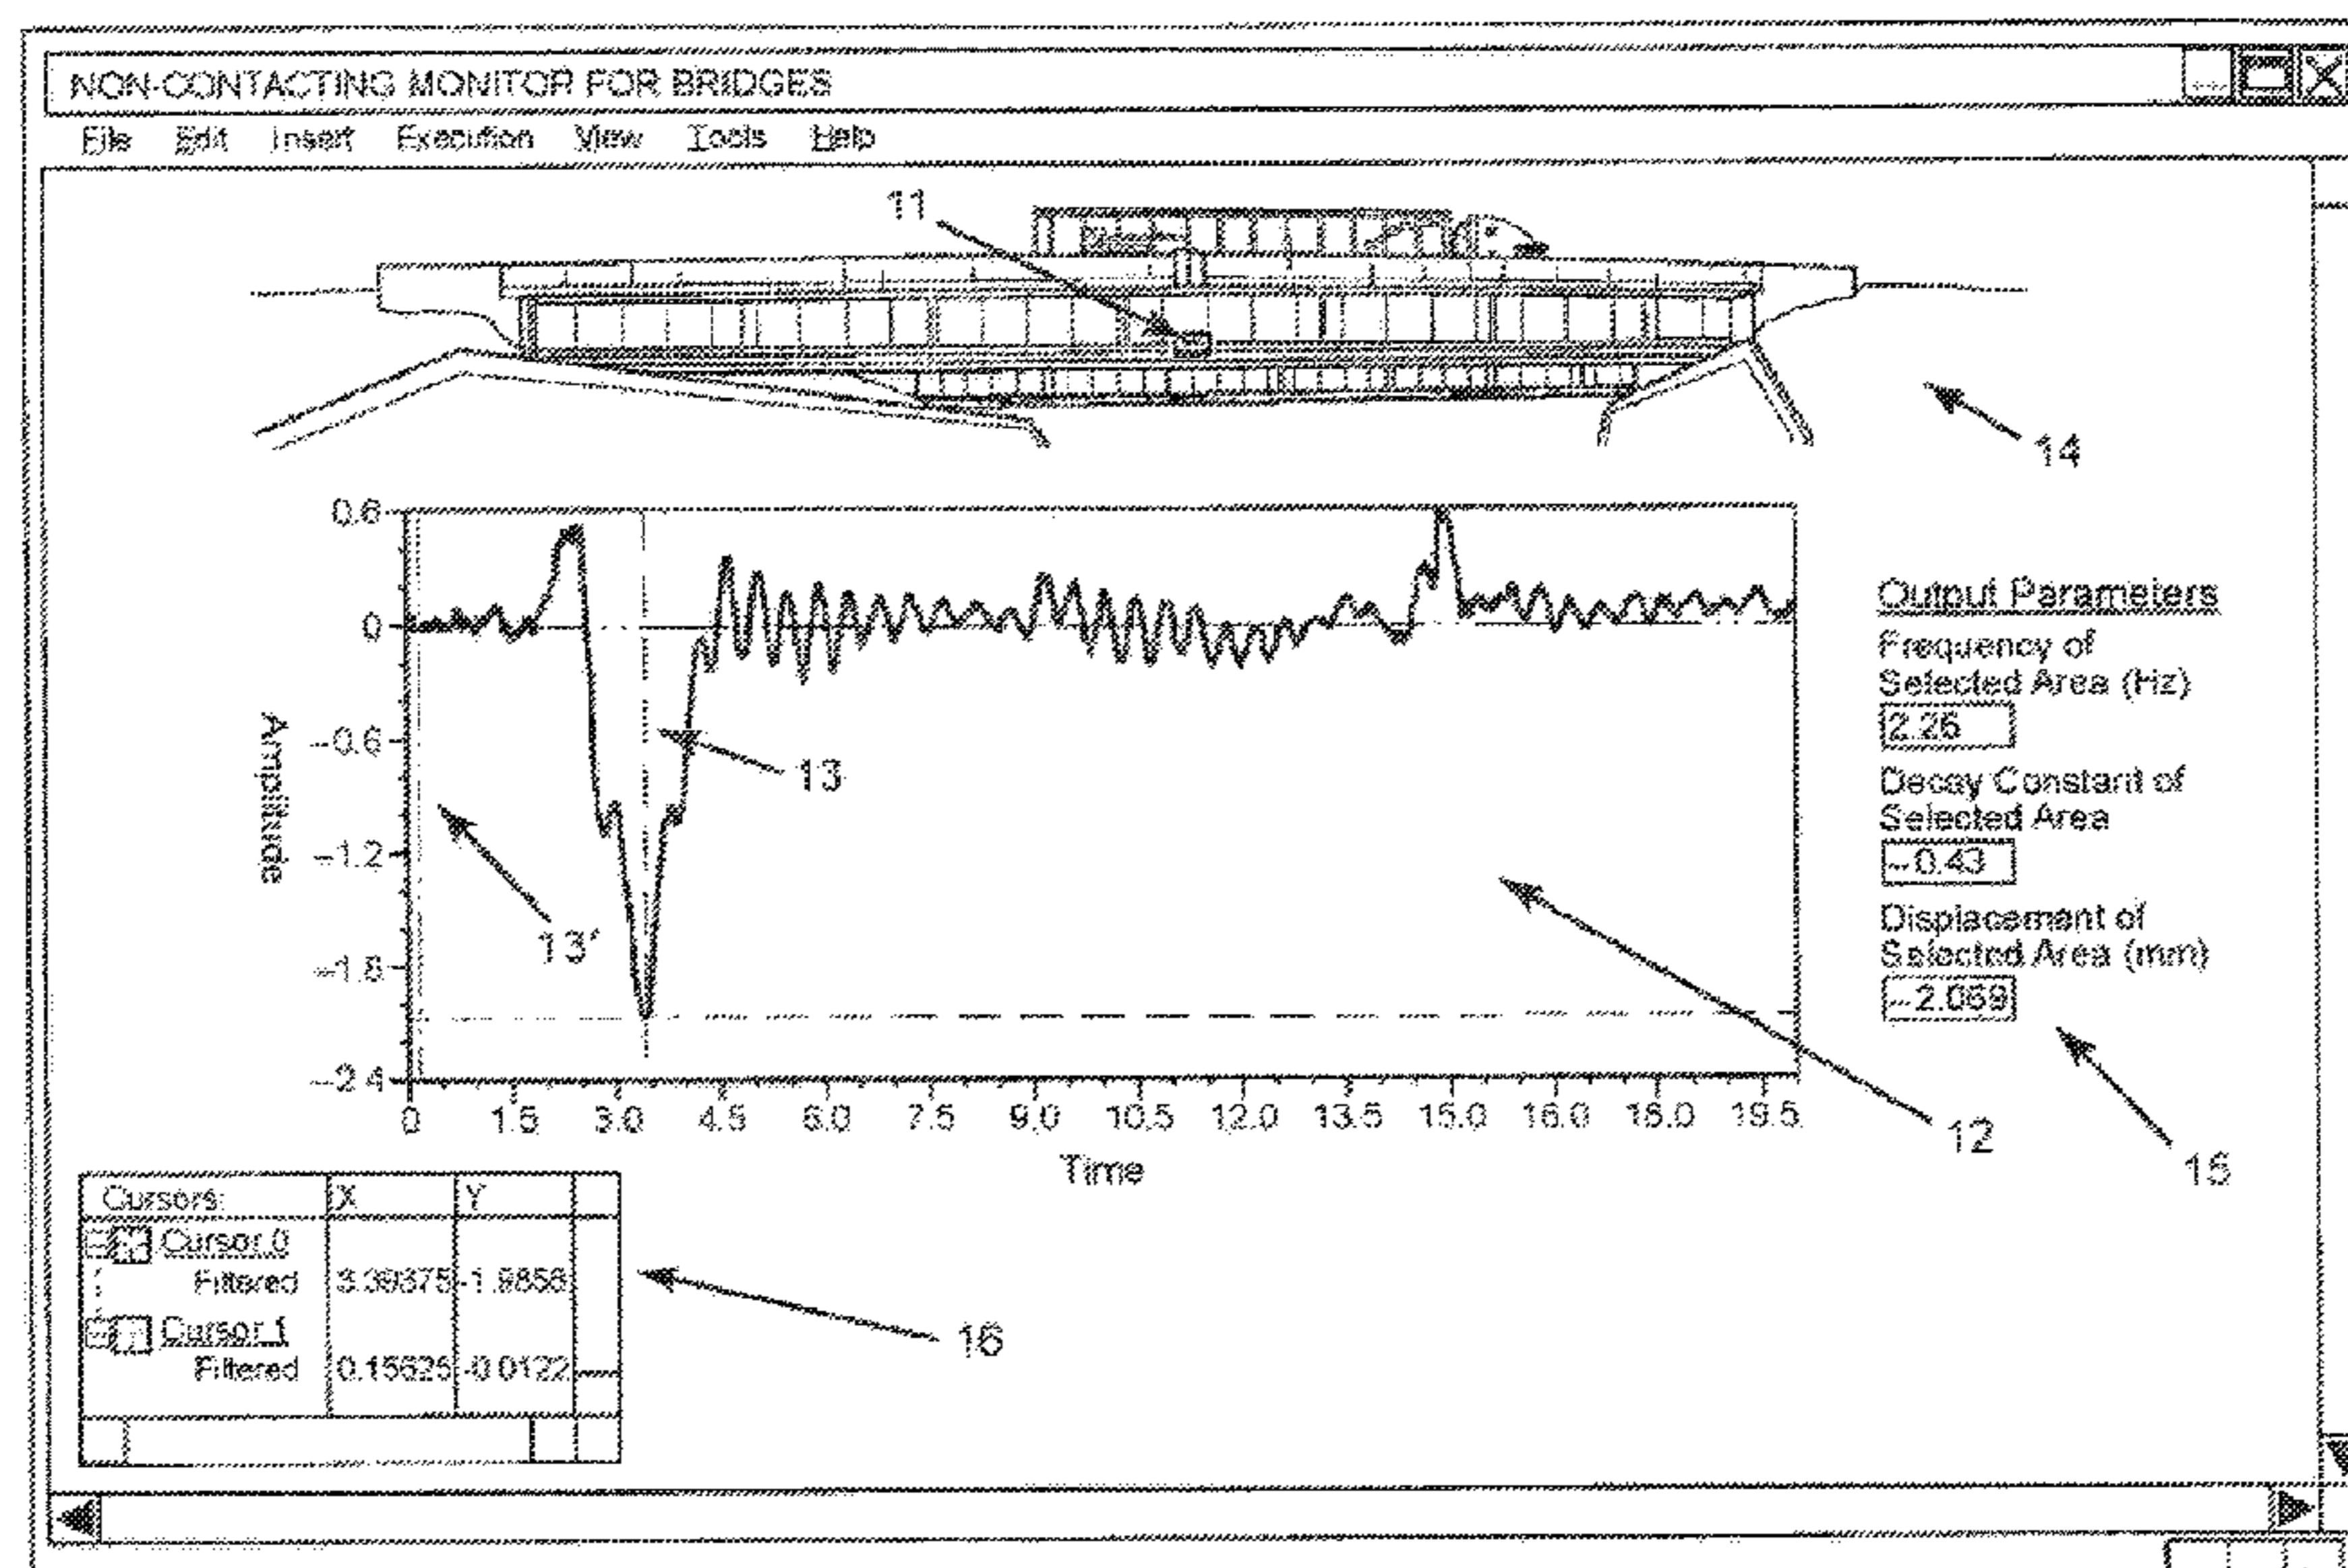 NON-CONTACTING MONITOR FOR BRIDGES
File Edit Insert Execution View Tools Help
11
14
0.6
0
-0.6
-1.2
-1.8
-2.4
Amplitude
13
13'
12
0 1.5 3.0 4.5 6.0 7.5 9.0 10.5 12.0 13.5 15.0 16.0 18.0 19.5
Time
Output Parameters
Frequency of
Selected Area (Hz)
2.26
Decay Constant of
Selected Area
-0.43
Displacement of
Selected Area (mm)
-2.069
15
Cursors: X Y
Cursor 0
Filtered 3.39375 -1.9858
Cursor 1
Filtered 0.15625 -0.0122
16